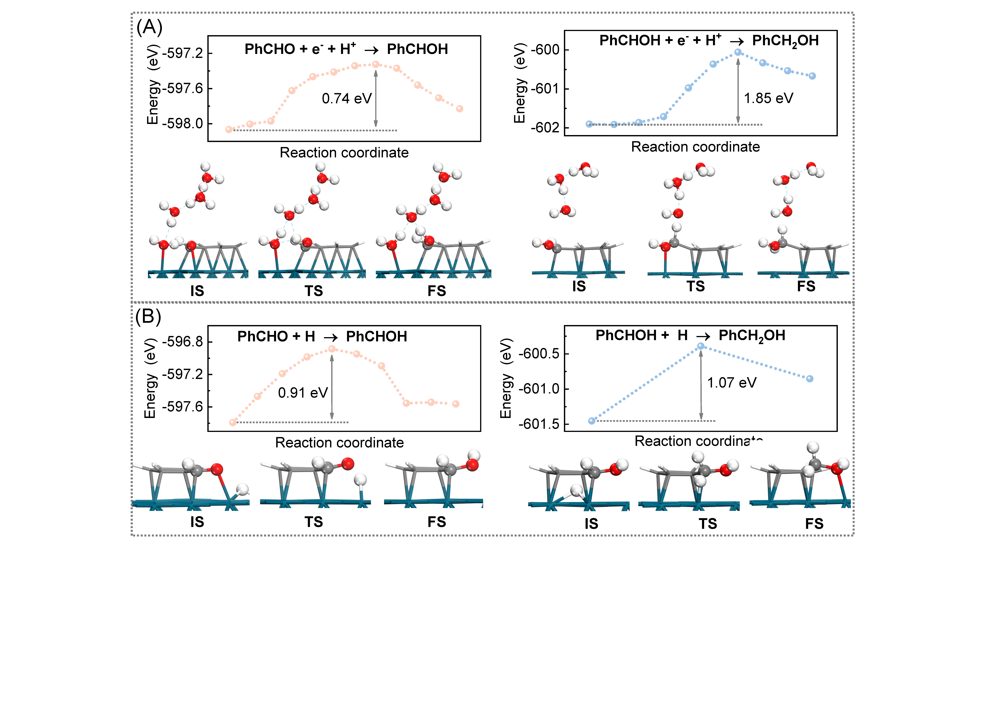 (A)
PhCHO + e- + H+ → PhCHOH
Energy (eV)
-597.2
-597.6
-598.0
0.74 eV
Reaction coordinate
IS
TS
FS
PhCHOH + e- + H+ → PhCH2OH
Energy (eV)
-600
-601
-602
1.85 eV
Reaction coordinate
IS
TS
FS
(B)
PhCHO + H → PhCHOH
Energy (eV)
-596.8
-597.2
-597.6
0.91 eV
Reaction coordinate
IS
TS
FS
PhCHOH + H → PhCH2OH
Energy (eV)
-600.5
-601.0
-601.5
1.07 eV
Reaction coordinate
IS
TS
FS